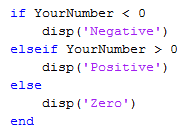 if YourNumber < 0
    disp('Negative')
elseif YourNumber > 0
    disp('Positive')
else
    disp('Zero')
end